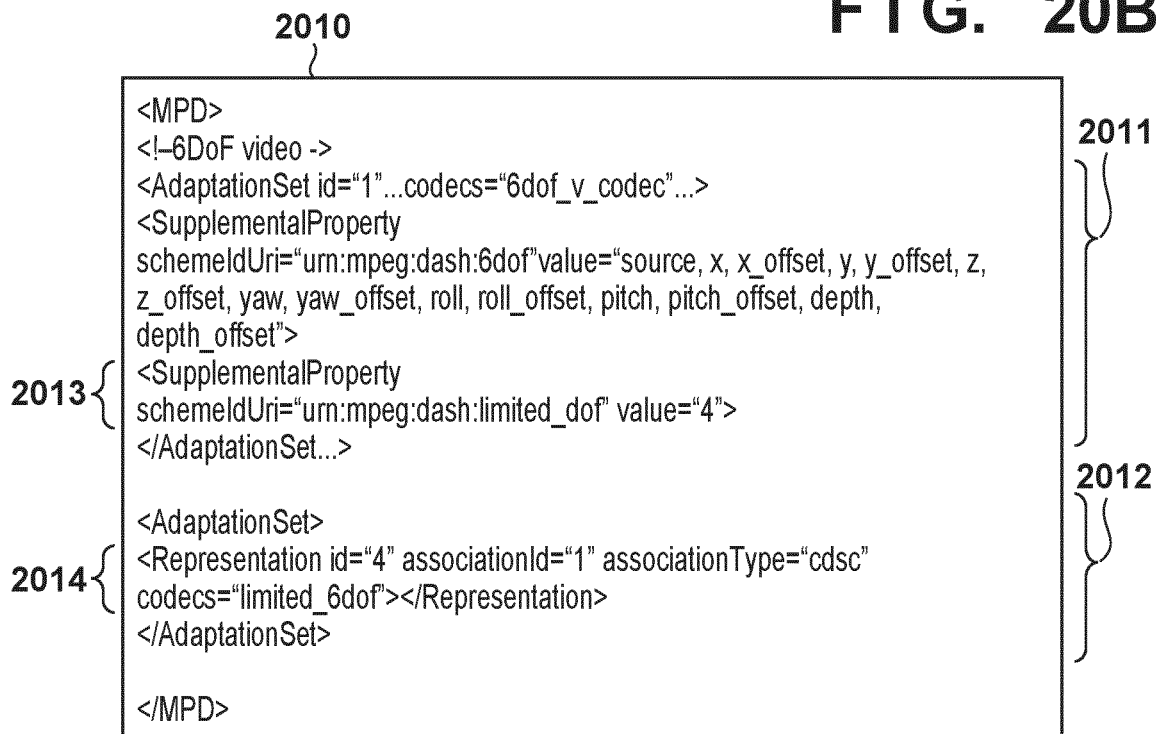 FIG. 20B
2010
<MPD>
<!–6DoF video ->
<AdaptationSet id=“1”...codecs=“6dof_v_codec”...>
<SupplementalProperty
schemeIdUri=“urn:mpeg:dash:6dof”value=“source, x, x_offset, y, y_offset, z,
z_offset, yaw, yaw_offset, roll, roll_offset, pitch, pitch_offset, depth,
depth_offset”>
<SupplementalProperty
schemeIdUri=“urn:mpeg:dash:limited_dof” value=“4”>
</AdaptationSet...>
<AdaptationSet>
<Representation id=“4” associationId=“1” associationType=“cdsc”
codecs=“limited_6dof”></Representation>
</AdaptationSet>
</MPD>
2011
2013
2012
2014